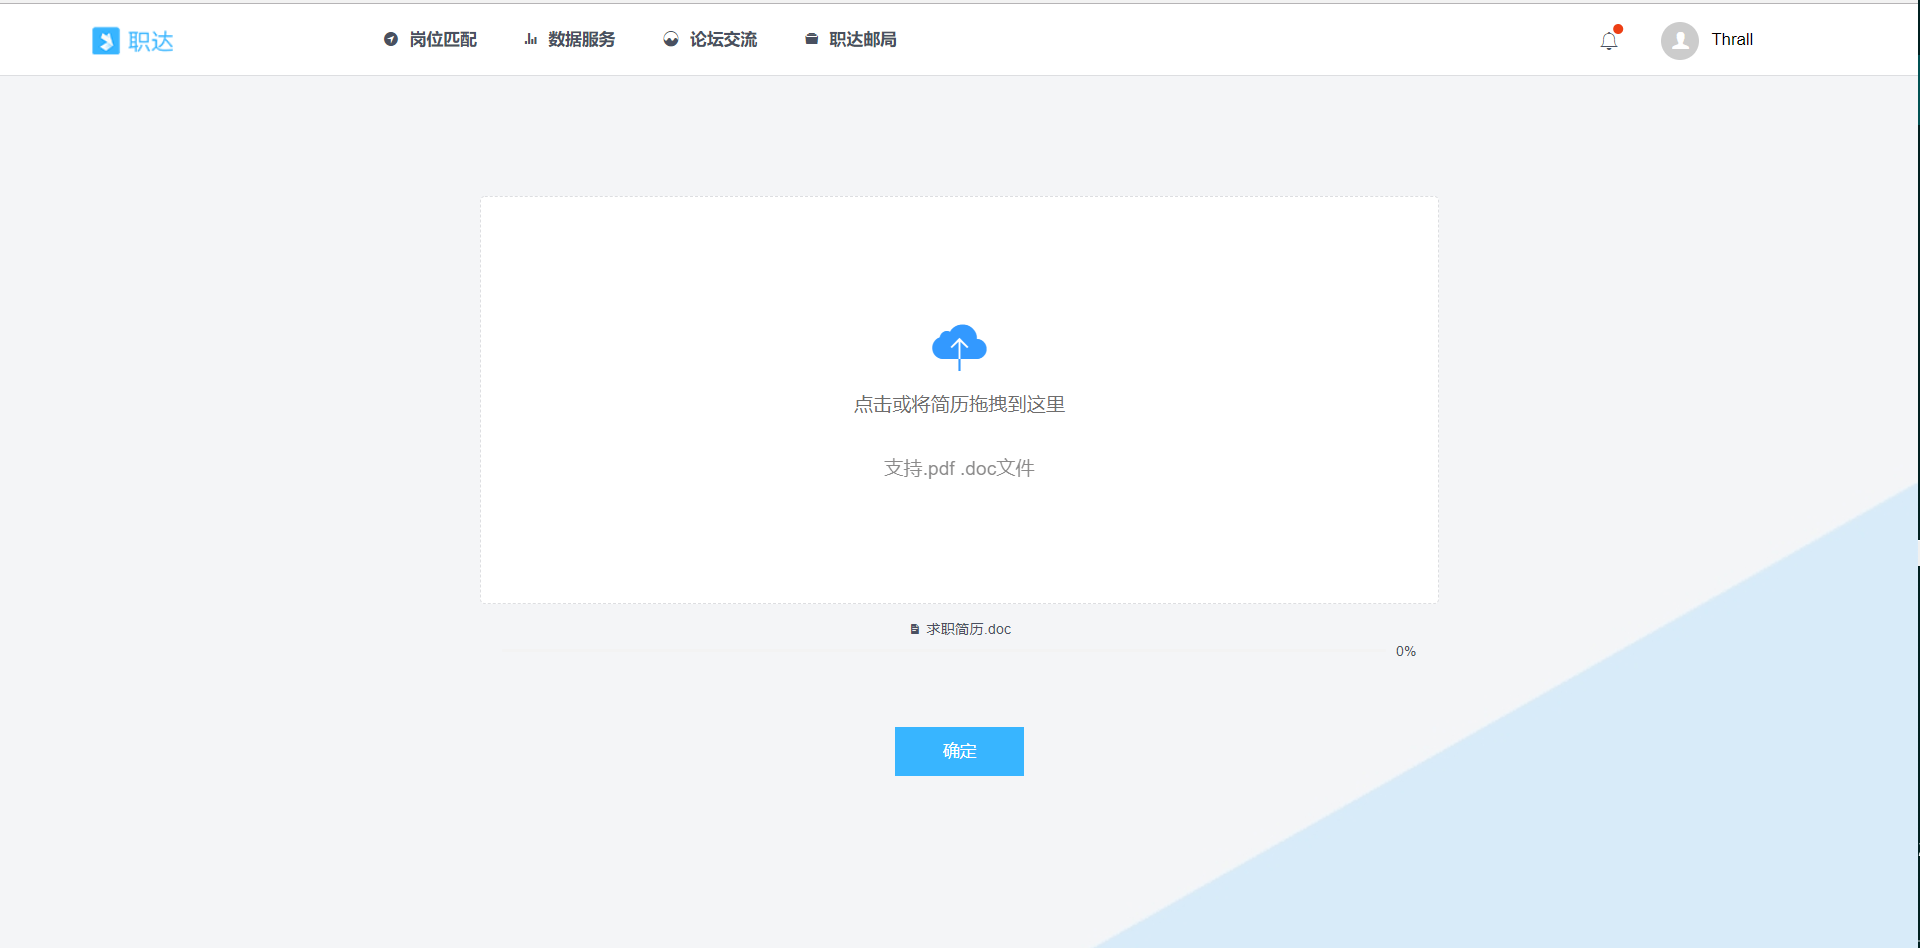 职达
岗位匹配
数据服务
论坛交流
职达邮局
Thrall
点击或将简历拖拽到这里
支持.pdf .doc文件
求职简历.doc
0%
确定